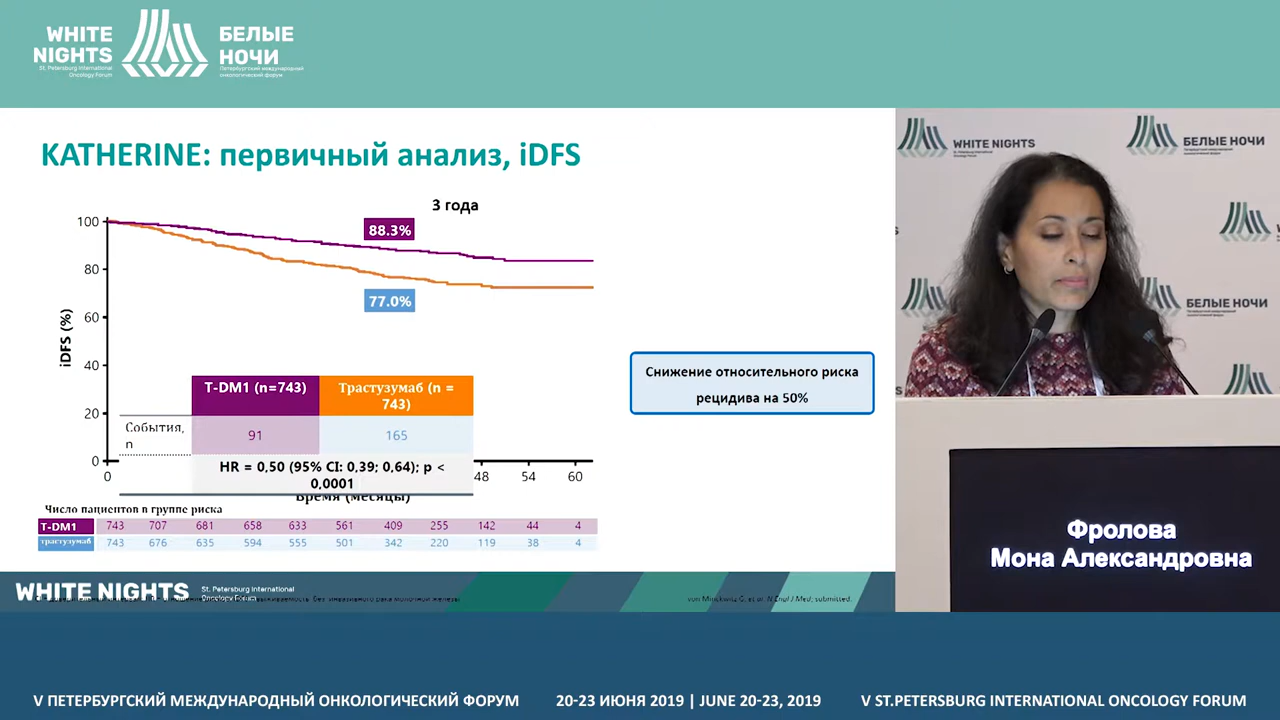 WHITE
NIGHTS
St. Petersburg International
Oncology Forum
БЕЛЫЕ
НОЧИ
Петербургский международный
онкологический форум
KATHERINE: первичный анализ, iDFS
3 года
100
80
60
40
20
0
iDFS (%)
88.3%
77.0%
T-DM1 (n=743)
Трастузумаб (n =
743)
События,
n
91
165
HR = 0,50 (95% CI: 0,39; 0,64); p <
0,0001
0
48
54
60
Время (месяцы)
Число пациентов в группе риска
T-DM1 743 707 681 658 633 561 409 255 142 44 4
трастузумаб 743 676 635 594 555 501 342 220 119 38 4
Снижение относительного риска
рецидива на 50%
WHITE NIGHTS
St. Petersburg International
Oncology Forum
von Minckwitz G, et al. N Engl J Med; submitted.
WHITE NIGHTS
БЕЛЫЕ НОЧИ
БЕЛЫЕ НОЧИ
Фролова
Мона Александровна
V ПЕТЕРБУРГСКИЙ МЕЖДУНАРОДНЫЙ ОНКОЛОГИЧЕСКИЙ ФОРУМ
20-23 ИЮНЯ 2019 | JUNE 20-23, 2019
V ST.PETERSBURG INTERNATIONAL ONCOLOGY FORUM